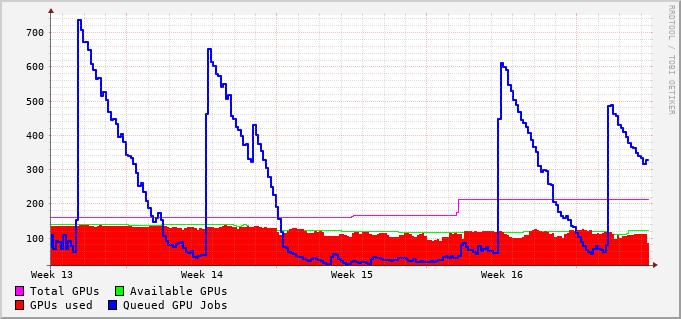 RRDTOOL / TOBI OETIKER
700
600
500
400
300
200
100
Week 13 Week 14 Week 15 Week 16
Total GPUs Available GPUs
GPUs used Queued GPU Jobs